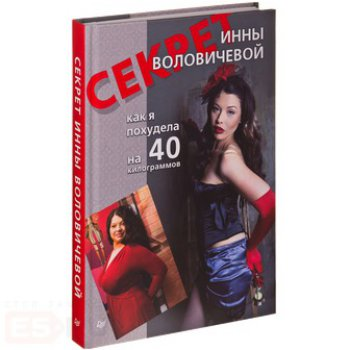 СЕКРЕТ
ИННЫ
ВОЛОВИЧЕВОЙ
как я
похудела
на 40
килограммов
СЕКРЕТ ИННЫ ВОЛОВИЧЕВОЙ